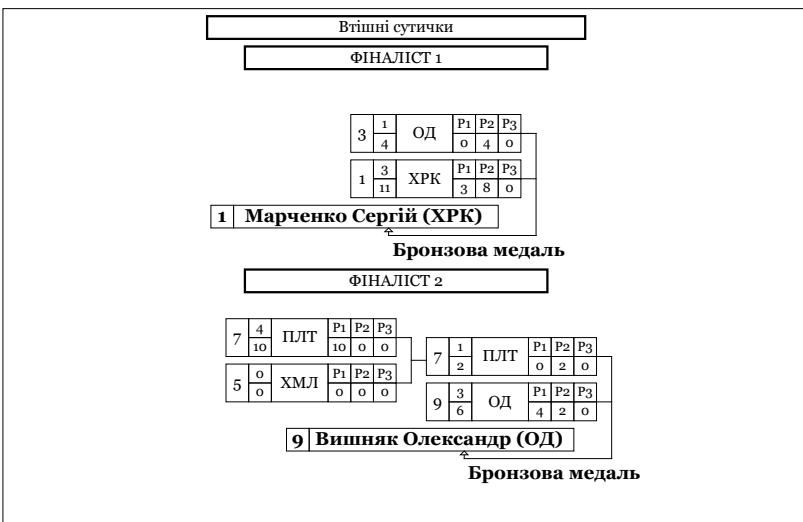 Втішні сутички
ФІНАЛІСТ 1
3 1 4 ОД P1 P2 P3 0 4 0
1 3 11 ХРК P1 P2 P3 3 8 0
1 Марченко Сергій (ХРК)
Бронзова медаль
ФІНАЛІСТ 2
7 4 10 ПЛТ P1 P2 P3 10 0 0
5 0 0 ХМЛ P1 P2 P3 0 0 0
7 1 2 ПЛТ P1 P2 P3 0 2 0
9 3 6 ОД P1 P2 P3 4 2 0
9 Вишняк Олександр (ОД)
Бронзова медаль